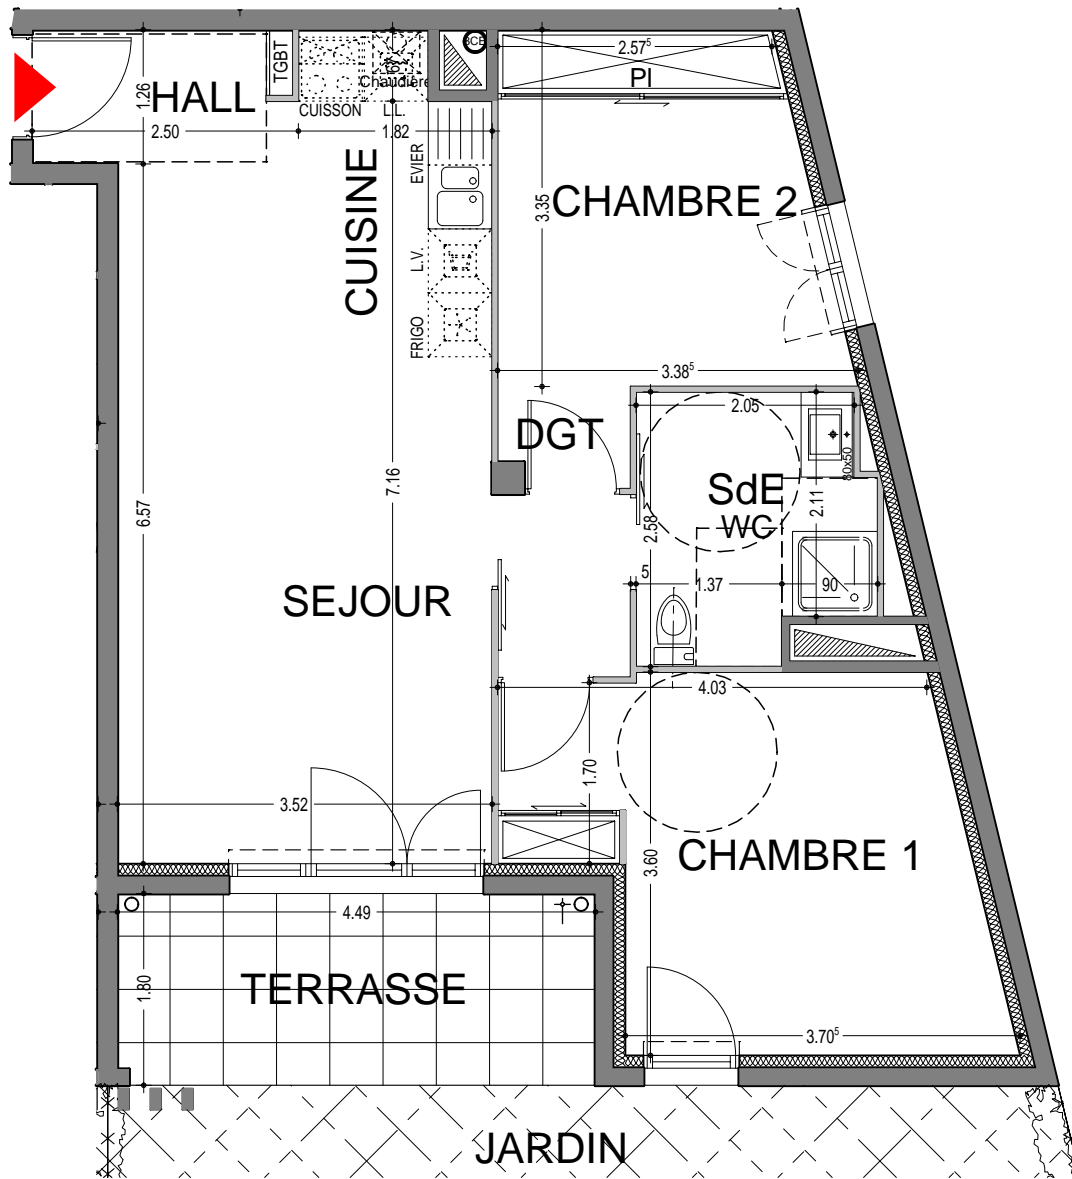 BCE
2.57⁵
PI
TGBT
Chaudière
1.26
HALL
CUISSON
L.L.
2.50
1.82
EVIER
CUISINE
3.35
CHAMBRE 2
L.V.
FRIGO
3.38⁵
2.05
DGT
80x50
7.16
SdE
2.11
6.57
2.58
WC
5
1.37
90
SEJOUR
4.03
1.70
3.52
3.60
CHAMBRE 1
4.49
1.80
TERRASSE
3.70⁵
JARDIN